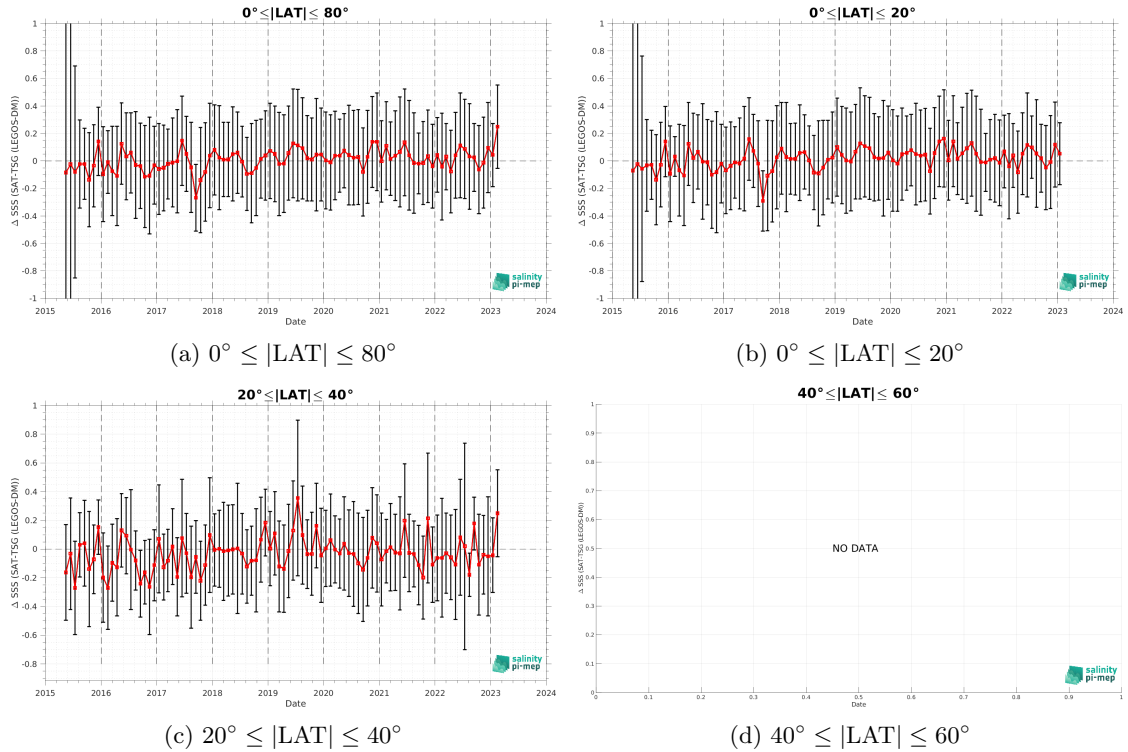 0°≤|LAT|≤ 80°
Δ SSS (SAT-TSG (LEGOS-DM))
1
0.8
0.6
0.4
0.2
0
-0.2
-0.4
-0.6
-0.8
-1
2015 2016 2017 2018 2019 2020 2021 2022 2023 2024
Date
salinity
pi-mep
(a) 0° ≤ |LAT| ≤ 80°
0°≤|LAT|≤ 20°
Δ SSS (SAT-TSG (LEGOS-DM))
1
0.8
0.6
0.4
0.2
0
-0.2
-0.4
-0.6
-0.8
-1
2015 2016 2017 2018 2019 2020 2021 2022 2023 2024
Date
salinity
pi-mep
(b) 0° ≤ |LAT| ≤ 20°
20°≤|LAT|≤ 40°
Δ SSS (SAT-TSG (LEGOS-DM))
1
0.8
0.6
0.4
0.2
0
-0.2
-0.4
-0.6
-0.8
2015 2016 2017 2018 2019 2020 2021 2022 2023 2024
Date
salinity
pi-mep
(c) 20° ≤ |LAT| ≤ 40°
40°≤|LAT|≤ 60°
Δ SSS (SAT-TSG (LEGOS-DM))
1
0.9
0.8
0.7
0.6
0.5
0.4
0.3
0.2
0.1
0
NO DATA
0 0.1 0.2 0.3 0.4 0.5 0.6 0.7 0.8 0.9 1
Date
salinity
pi-mep
(d) 40° ≤ |LAT| ≤ 60°